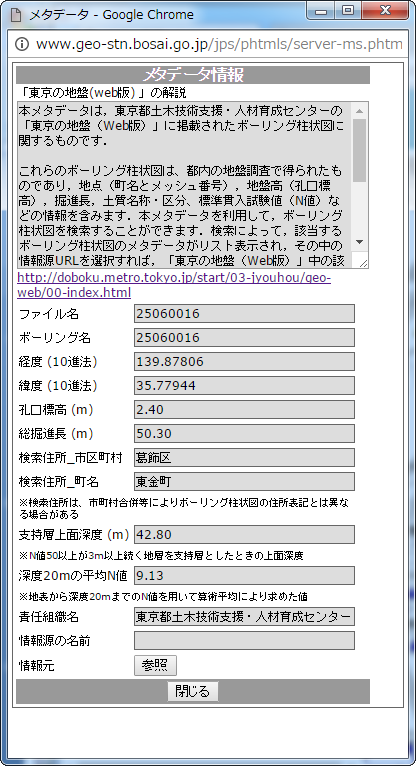 メタデータ - Google Chrome
www.geo-stn.bosai.go.jp/jps/phtmls/server-ms.phtm
メタデータ情報
「東京の地盤(web版)」の解説
本メタデータは，東京都土木技術支援・人材育成センターの
「東京の地盤（Web版）」に掲載されたボーリング柱状図に
関するものです．
これらのボーリング柱状図は、都内の地盤調査で得られたも
のであり，地点（町名とメッシュ番号），地盤高（孔口標
高），掘進長，土質名称・区分、標準貫入試験値（N値）な
どの情報を含みます．本メタデータを利用して，ボーリング
柱状図を検索することができます．検索によって，該当する
ボーリング柱状図のメタデータがリスト表示され，その中の
情報源URLを選択すれば，「東京の地盤（Web版）」中の該
http://doboku.metro.tokyo.jp/start/03-jyouhou/geo-
web/00-index.html
ファイル名 25060016
ボーリング名 25060016
経度 (10進法) 139.87806
緯度 (10進法) 35.77944
孔口標高 (m) 2.40
総掘進長 (m) 50.30
検索住所_市区町村 葛飾区
検索住所_町名 東金町
※検索住所は、市町村合併等によりボーリング柱状図の住所表記とは異な
る場合がある
支持層上面深度 (m) 42.80
※N値50以上が3m以上続く地層を支持層としたときの上面深度
深度20mの平均N値 9.13
※地表から深度20mまでのN値を用いて算術平均により求めた値
責任組織名 東京都土木技術支援・人材育成センター
情報源の名前
情報元 参照
閉じる